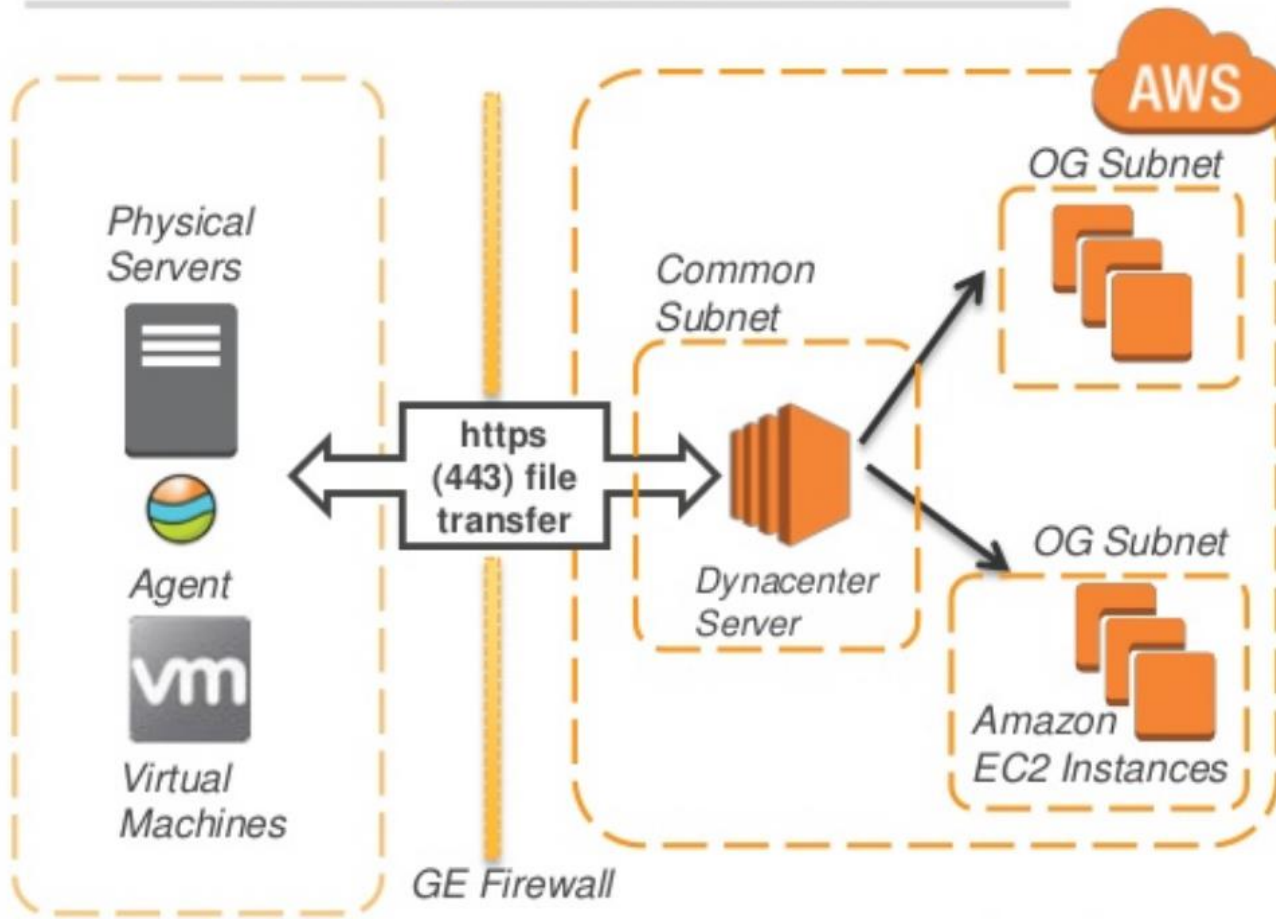 AWS
OG Subnet
Physical
Servers
Common
Subnet
https
(443) file
transfer
OG Subnet
Agent
Dynacenter
Server
vm
Amazon
EC2 Instances
Virtual
Machines
GE Firewall